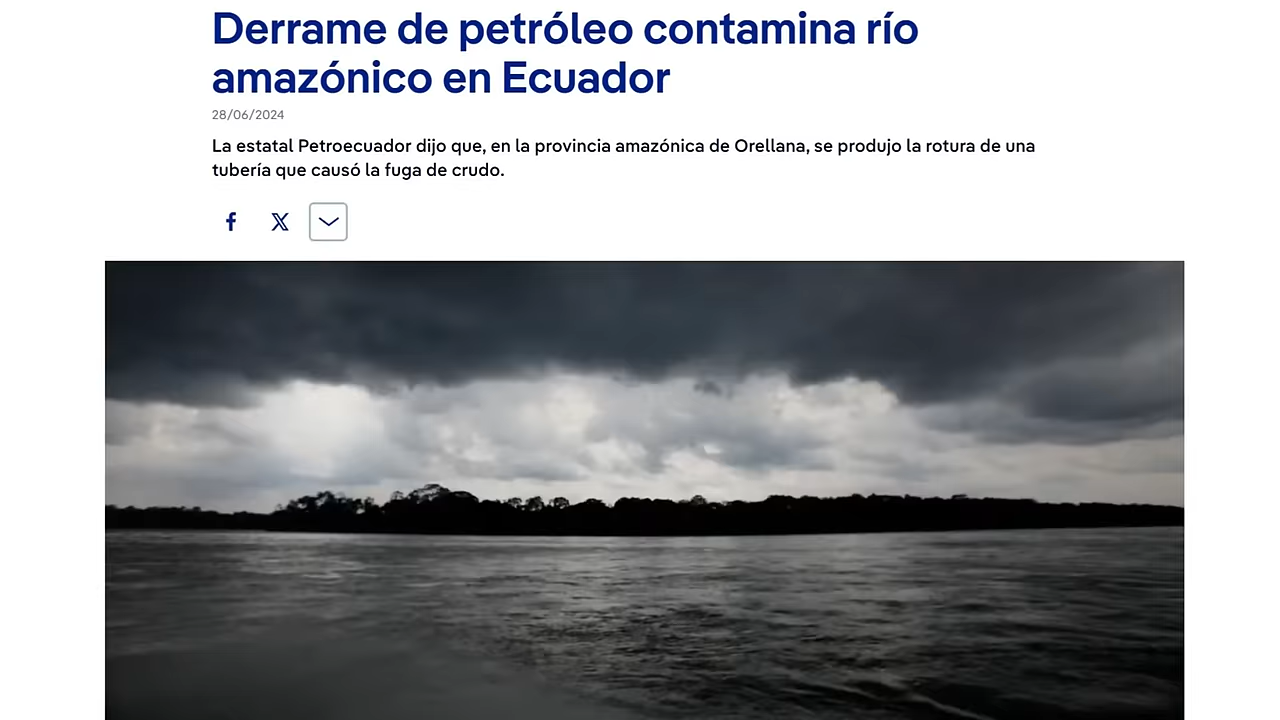 Derrame de petróleo contamina río
amazónico en Ecuador
28/06/2024
La estatal Petroecuador dijo que, en la provincia amazónica de Orellana, se produjo la rotura de una
tubería que causó la fuga de crudo.